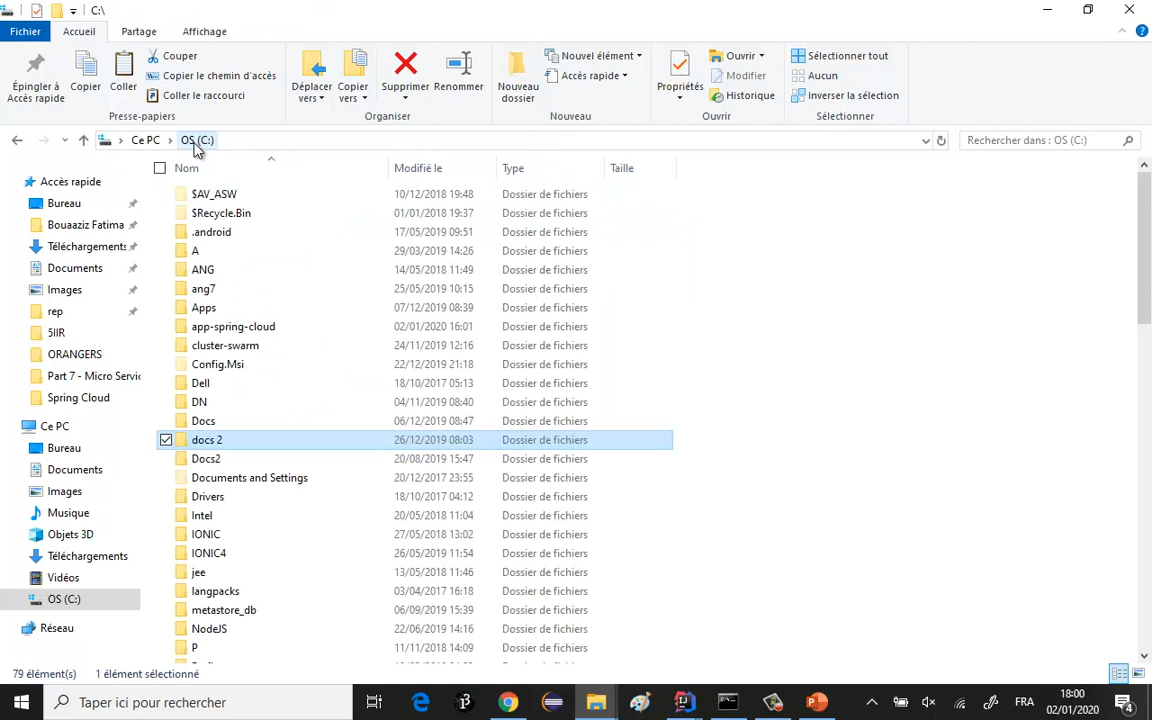 C:\
Fichier Accueil Partage Affichage
Épingler à Accès rapide
Copier
Coller
Couper
Copier le chemin d'accès
Coller le raccourci
Presse-papiers
Déplacer vers
Copier vers
Supprimer
Renommer
Organiser
Nouveau dossier
Nouvel élément
Accès rapide
Nouveau
Propriétés
Ouvrir
Modifier
Historique
Ouvrir
Sélectionner tout
Aucun
Inverser la sélection
Sélectionner
Ce PC OS (C:)
Rechercher dans : OS (C:)
Accès rapide
Bureau
Bouaaziz Fatima
Téléchargements
Documents
Images
rep
5IIR
ORANGERS
Part 7 - Micro Servic
Spring Cloud
Ce PC
Bureau
Documents
Images
Musique
Objets 3D
Téléchargements
Vidéos
OS (C:)
Réseau
Nom Modifié le Type Taille
$AV_ASW 10/12/2018 19:48 Dossier de fichiers
$Recycle.Bin 01/01/2018 19:37 Dossier de fichiers
.android 17/05/2019 09:51 Dossier de fichiers
A 29/03/2019 14:26 Dossier de fichiers
ANG 14/05/2018 11:49 Dossier de fichiers
ang7 25/05/2019 10:15 Dossier de fichiers
Apps 07/12/2019 08:39 Dossier de fichiers
app-spring-cloud 02/01/2020 16:01 Dossier de fichiers
cluster-swarm 24/11/2019 12:16 Dossier de fichiers
Config.Msi 22/12/2019 21:18 Dossier de fichiers
Dell 18/10/2017 05:13 Dossier de fichiers
DN 04/11/2019 08:40 Dossier de fichiers
Docs 06/12/2019 08:47 Dossier de fichiers
docs 2 26/12/2019 08:03 Dossier de fichiers
Docs2 20/08/2019 15:47 Dossier de fichiers
Documents and Settings 20/12/2017 23:55 Dossier de fichiers
Drivers 18/10/2017 04:12 Dossier de fichiers
Intel 20/05/2018 11:04 Dossier de fichiers
IONIC 27/05/2018 13:02 Dossier de fichiers
IONIC4 26/05/2019 11:54 Dossier de fichiers
jee 13/05/2018 11:46 Dossier de fichiers
langpacks 03/04/2017 16:18 Dossier de fichiers
metastore_db 06/09/2019 15:39 Dossier de fichiers
NodeJS 22/06/2019 14:16 Dossier de fichiers
P 11/11/2018 14:09 Dossier de fichiers
79 élément(s) 1 élément sélectionné
Taper ici pour rechercher
FRA
18:00
02/01/2020
4